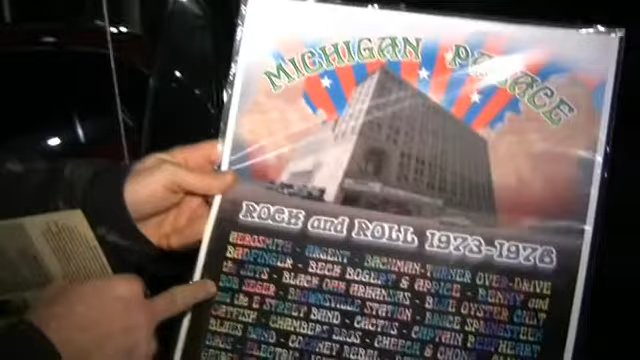 MICHIGAN PALACE
ROCK and ROLL 1973-1976
AEROSMITH - ARGENT - BACHMAN-TURNER OVER-DRIVE
BADFINGER - BECK BOGERT & APPICE - BENNY and
the JETS - BLACK OAK ARKANSAS - BLUE OYSTER CULT
BOB SEGER - BROWNSVILLE STATION - BRUCE SPRINGSTEEN
and the E STREET BAND - CACTUS - CAPTAIN BEEFHEART
CATFISH - CHAMBERS BROS - CHEECH &
BLUES BAND - COCKNEY REBEL
ELECTRIC